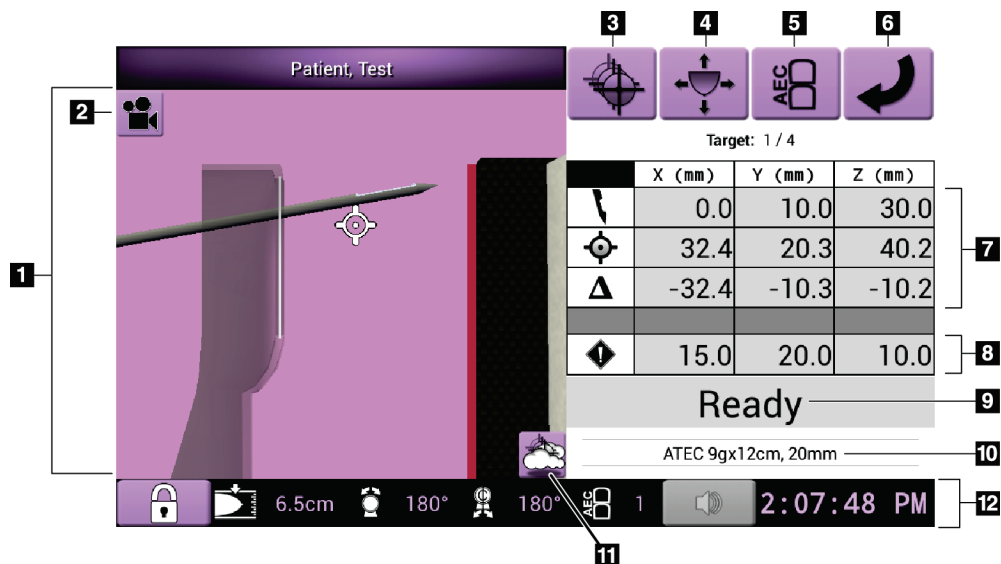 3 4 5 6
Patient, Test
1
2
AEC
Target: 1 / 4
X (mm) Y (mm) Z (mm)
0.0 10.0 30.0
32.4 20.3 40.2
Δ -32.4 -10.3 -10.2
7
! 15.0 20.0 10.0
8
Ready
9
ATEC 9gx12cm, 20mm
10
6.5cm 180° C 180° AEC 1 2:07:48 PM
12
11